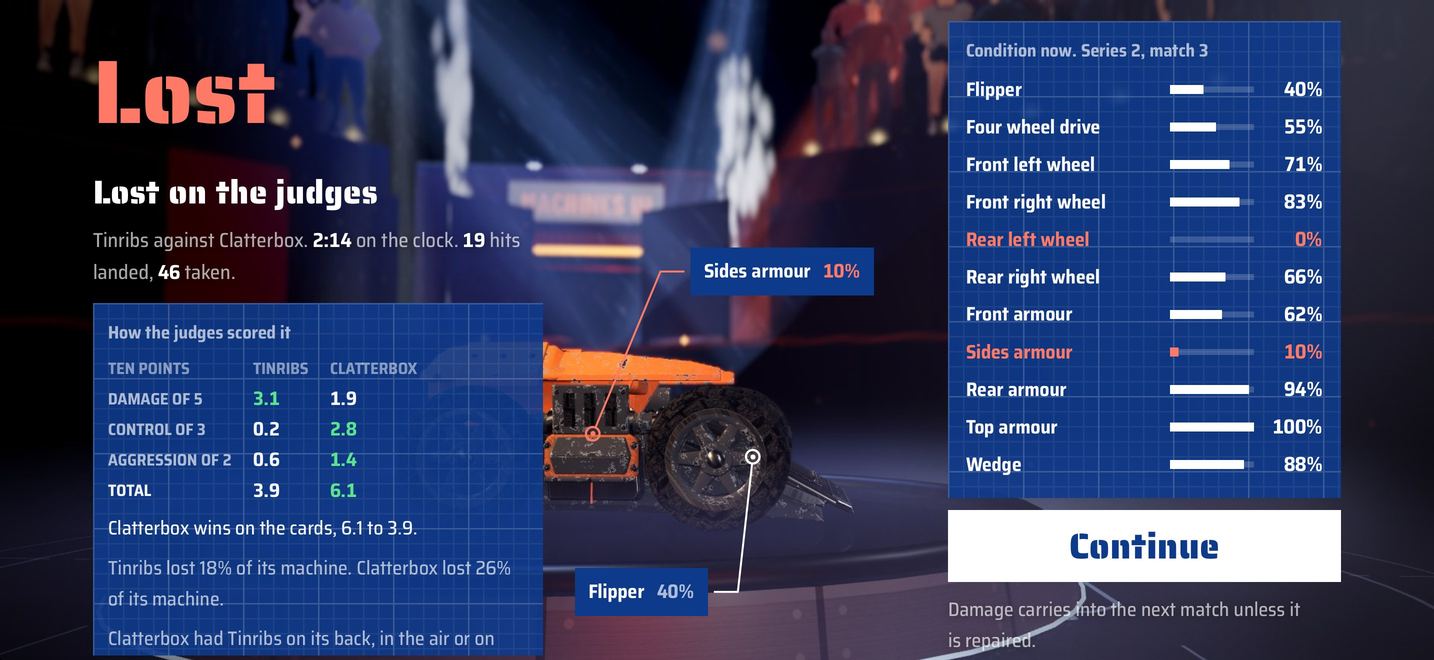 Lost
Lost on the judges
Tinribs against Clatterbox. 2:14 on the clock. 19 hits
landed, 46 taken.
How the judges scored it
TEN POINTS TINRIBS CLATTERBOX
DAMAGE OF 5 3.1 1.9
CONTROL OF 3 0.2 2.8
AGGRESSION OF 2 0.6 1.4
TOTAL 3.9 6.1
Clatterbox wins on the cards, 6.1 to 3.9.
Tinribs lost 18% of its machine. Clatterbox lost 26%
of its machine.
Clatterbox had Tinribs on its back, in the air or on
Sides armour 10%
Flipper 40%
Condition now. Series 2, match 3
Flipper 40%
Four wheel drive 55%
Front left wheel 71%
Front right wheel 83%
Rear left wheel 0%
Rear right wheel 66%
Front armour 62%
Sides armour 10%
Rear armour 94%
Top armour 100%
Wedge 88%
Continue
Damage carries into the next match unless it
is repaired.